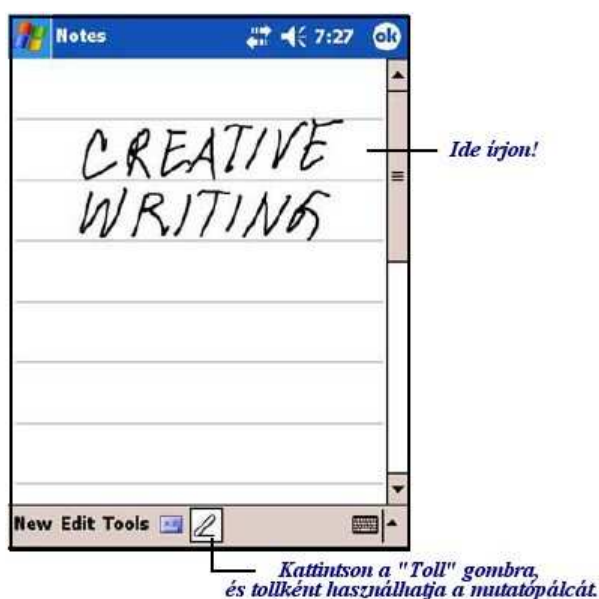 Notes 7:27 ok
CREATIVE
WRITING
Ide írjon!
New Edit Tools
Kattintson a "Toll" gombra,
és tollként használhatja a mutatópálcát.